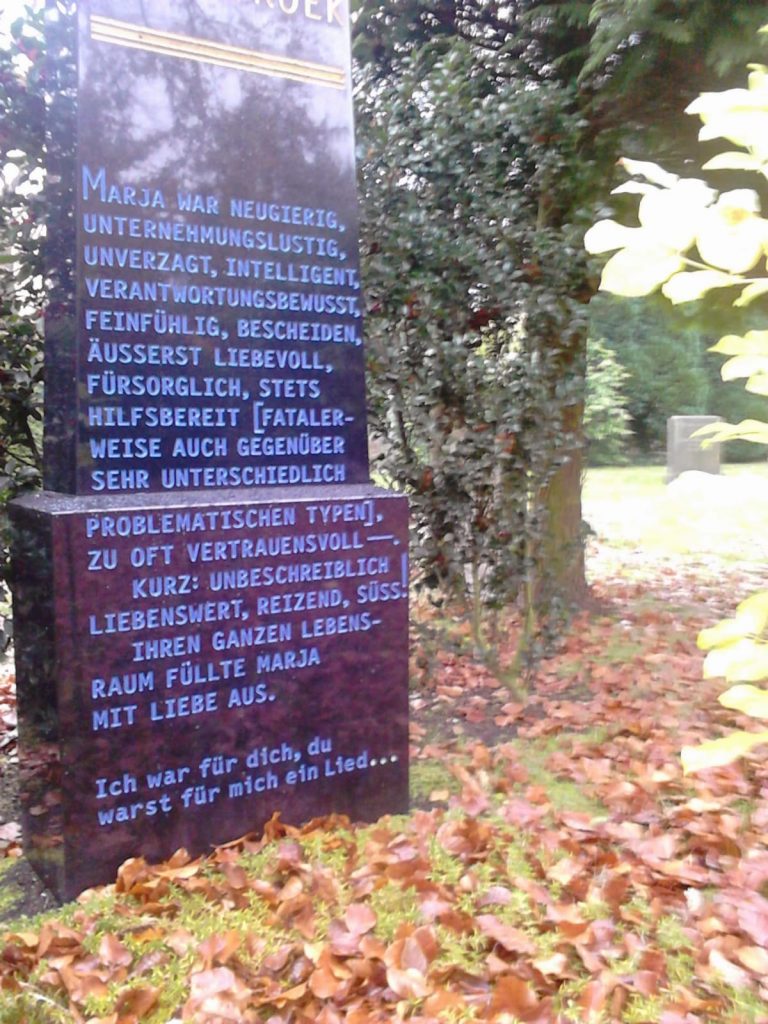 MARJA WAR NEUGIERIG,
UNTERNEHMUNGSLUSTIG,
UNVERZAGT, INTELLIGENT,
VERANTWORTUNGSBEWUSST,
FEINFÜHLIG, BESCHEIDEN,
ÄUSSERST LIEBEVOLL,
FÜRSORGLICH, STETS
HILFSBEREIT [FATALER-
WEISE AUCH GEGENÜBER
SEHR UNTERSCHIEDLICH
PROBLEMATISCHEN TYPEN],
ZU OFT VERTRAUENSVOLL —.
KURZ: UNBESCHREIBLICH
LIEBENSWERT, REIZEND, SÜSS!
IHREN GANZEN LEBENS-
RAUM FÜLLTE MARJA
MIT LIEBE AUS.
Ich war für dich, du
warst für mich ein Lied...